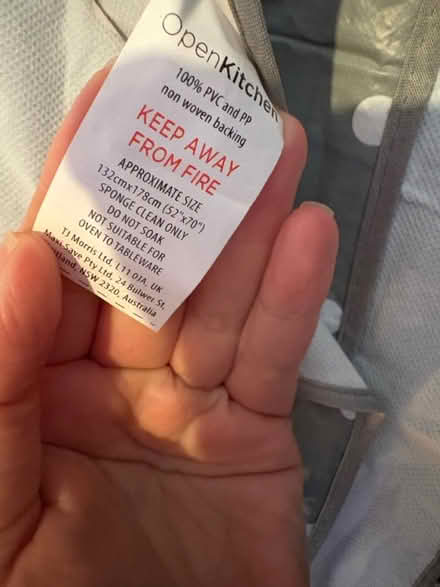 OpenKitchen
100% PVC and PP
non woven backing
KEEP AWAY
FROM FIRE
APPROXIMATE SIZE
132cmx178cm (52"x70")
SPONGE CLEAN ONLY
DO NOT SOAK
NOT SUITABLE FOR
OVEN TO TABLEWARE
TJ Morris Ltd. L11 0JA, UK
Maxi-Save Pty Ltd, 24 Bulwer St,
NSW 2320, Australia